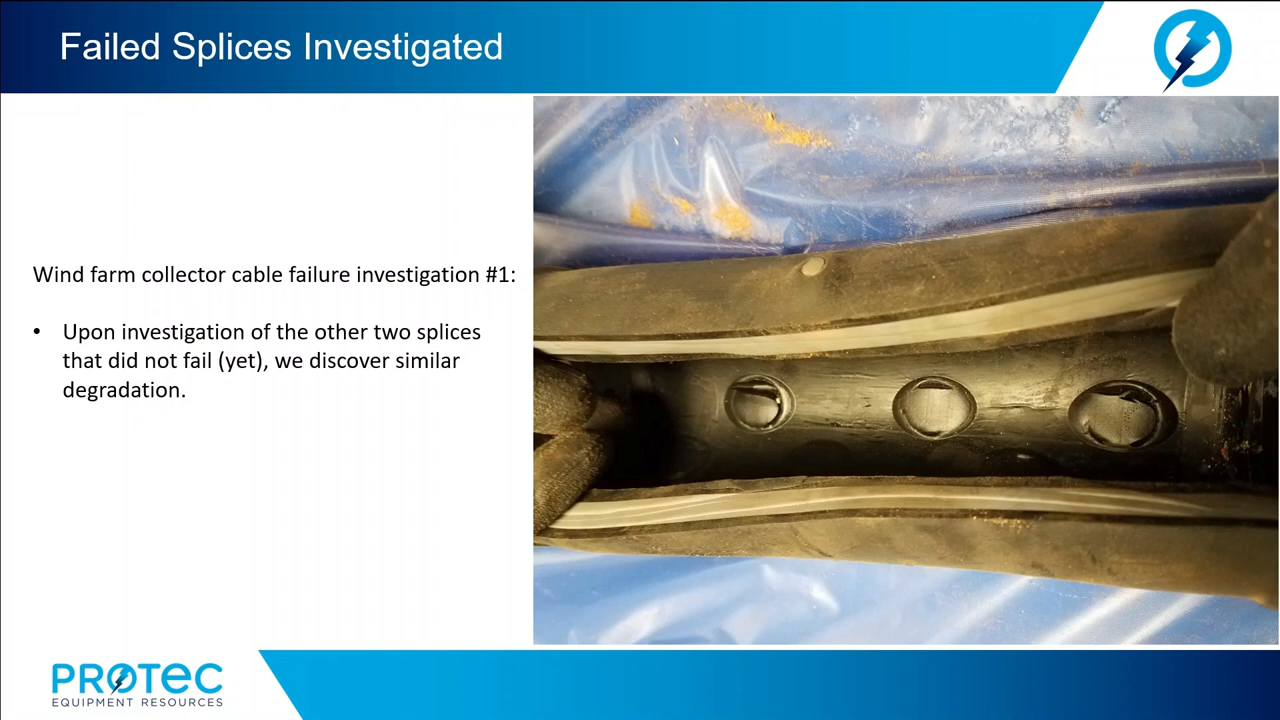 Failed Splices Investigated
Wind farm collector cable failure investigation #1:
• Upon investigation of the other two splices
that did not fail (yet), we discover similar
degradation.
PROTEC
EQUIPMENT RESOURCES